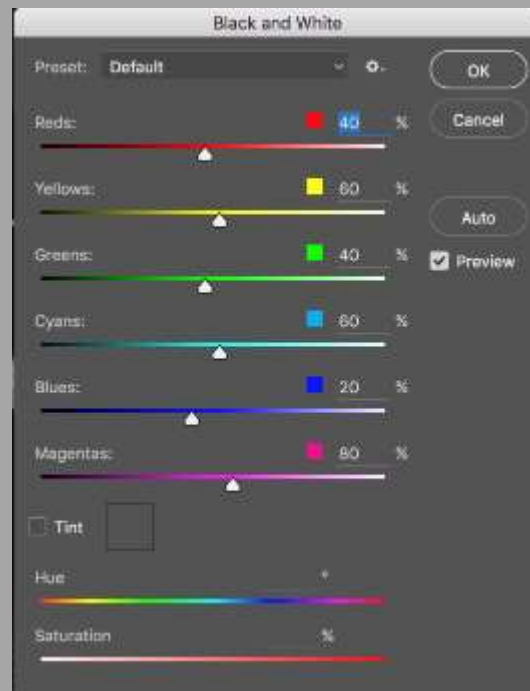 Black and White
Preset: Default
OK
Reds: 40 %
Cancel
Yellows: 60 %
Auto
Greens: 40 %
Preview
Cyans: 60 %
Blues: 20 %
Magentas: 80 %
Tint
Hue °
Saturation %